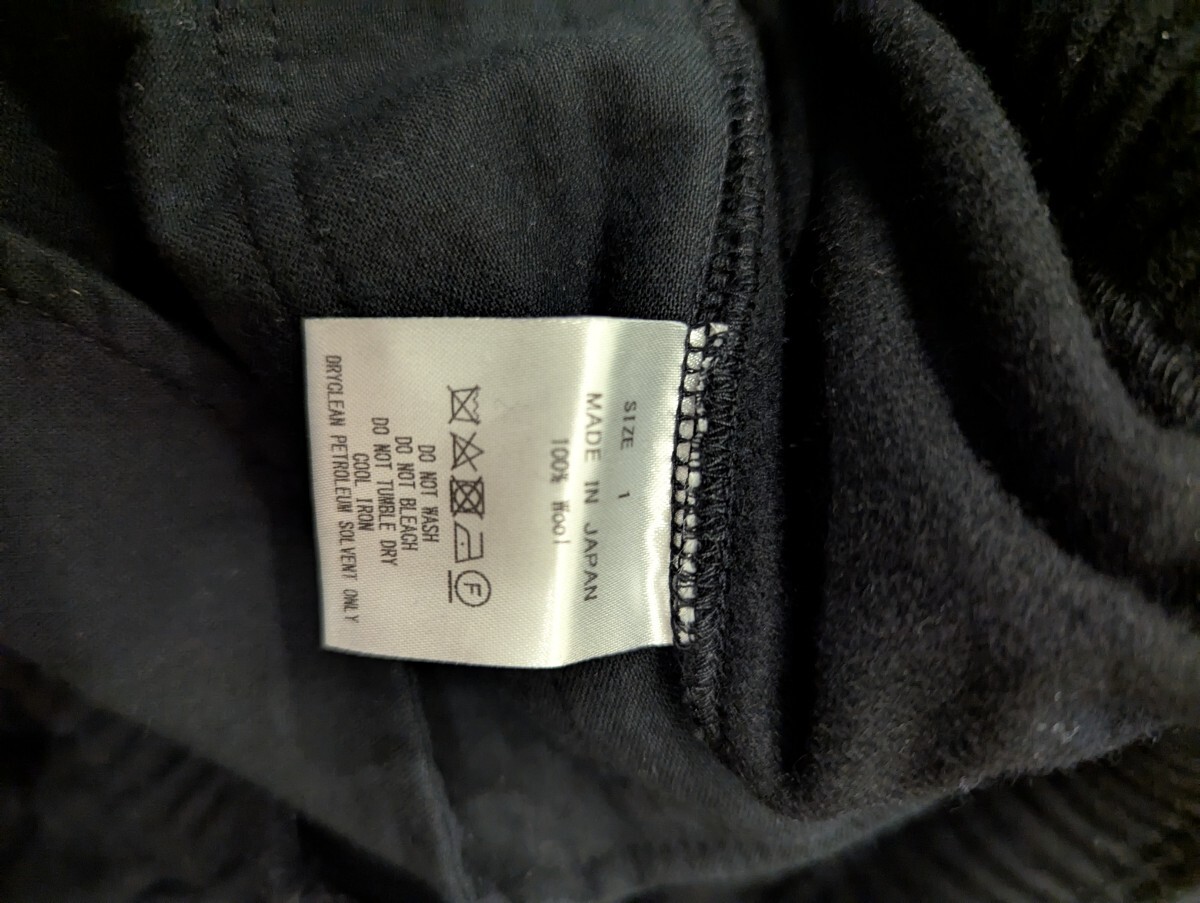 SIZE 1
MADE IN JAPAN
100% Wool
F
DO NOT WASH
DO NOT BLEACH
DO NOT TUMBLE DRY
COOL IRON
DRYCLEAN PETROLEUM SOLVENT ONLY